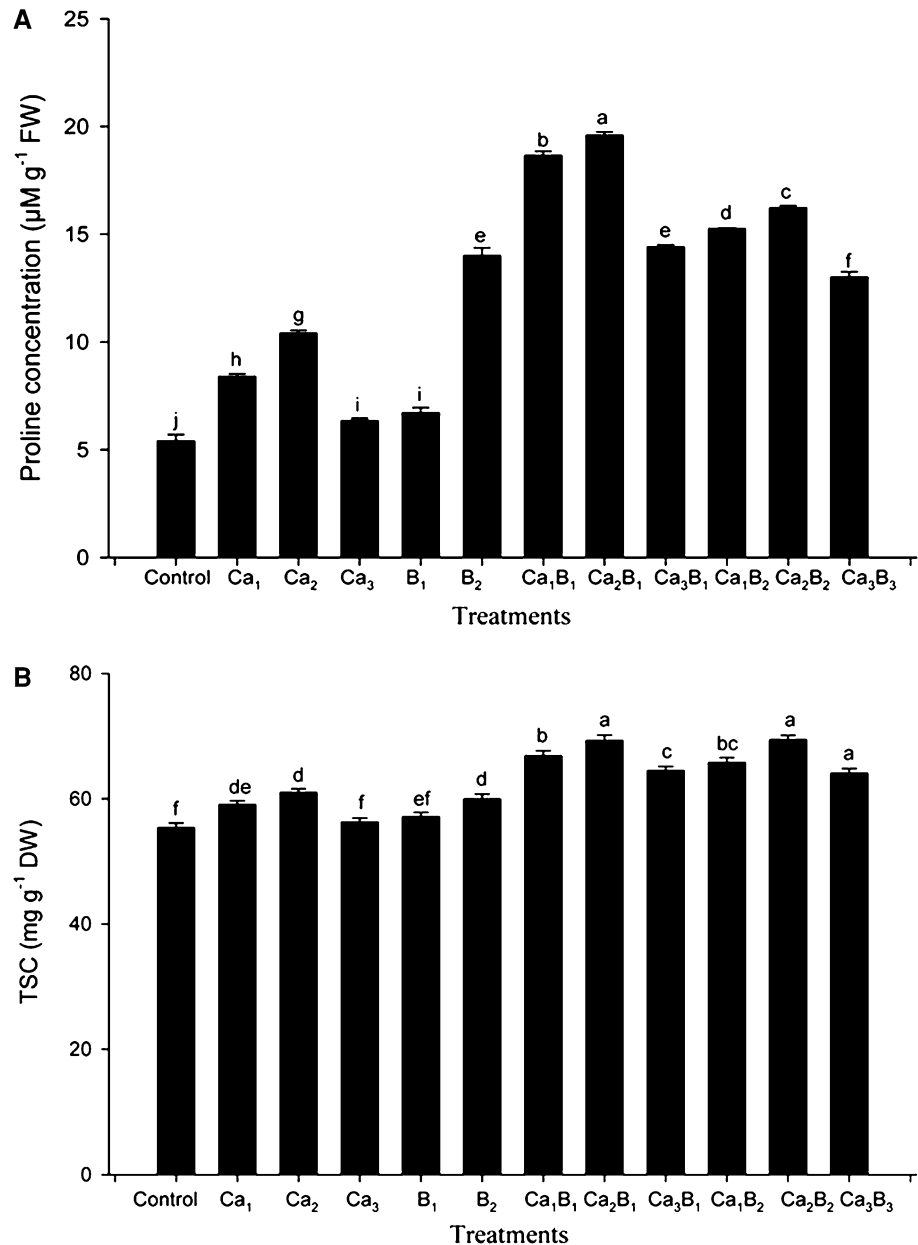 A
25
20
15
10
5
0
Proline concentration (µM g⁻¹ FW)
j
h
g
i
i
e
b
a
e
d
c
f
Control Ca₁ Ca₂ Ca₃ B₁ B₂ Ca₁B₁ Ca₂B₁ Ca₃B₁ Ca₁B₂ Ca₂B₂ Ca₃B₃
Treatments
B
80
60
40
20
0
TSC (mg g⁻¹ DW)
f
de
d
f
ef
d
b
a
c
bc
a
a
Control Ca₁ Ca₂ Ca₃ B₁ B₂ Ca₁B₁ Ca₂B₁ Ca₃B₁ Ca₁B₂ Ca₂B₂ Ca₃B₃
Treatments